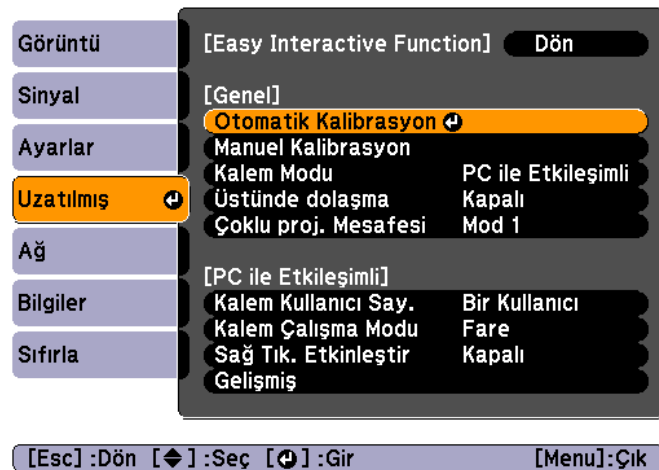 Görüntü
Sinyal
Ayarlar
Uzatılmış
Ağ
Bilgiler
Sıfırla
[Easy Interactive Function] Dön
[Genel]
Otomatik Kalibrasyon
Manuel Kalibrasyon
Kalem Modu PC ile Etkileşimli
Üstünde dolaşma Kapalı
Çoklu proj. Mesafesi Mod 1
[PC ile Etkileşimli]
Kalem Kullanıcı Say. Bir Kullanıcı
Kalem Çalışma Modu Fare
Sağ Tık. Etkinleştir Kapalı
Gelişmiş
[Esc] :Dön [◆] :Seç [⏎] :Gir [Menu]:Çık